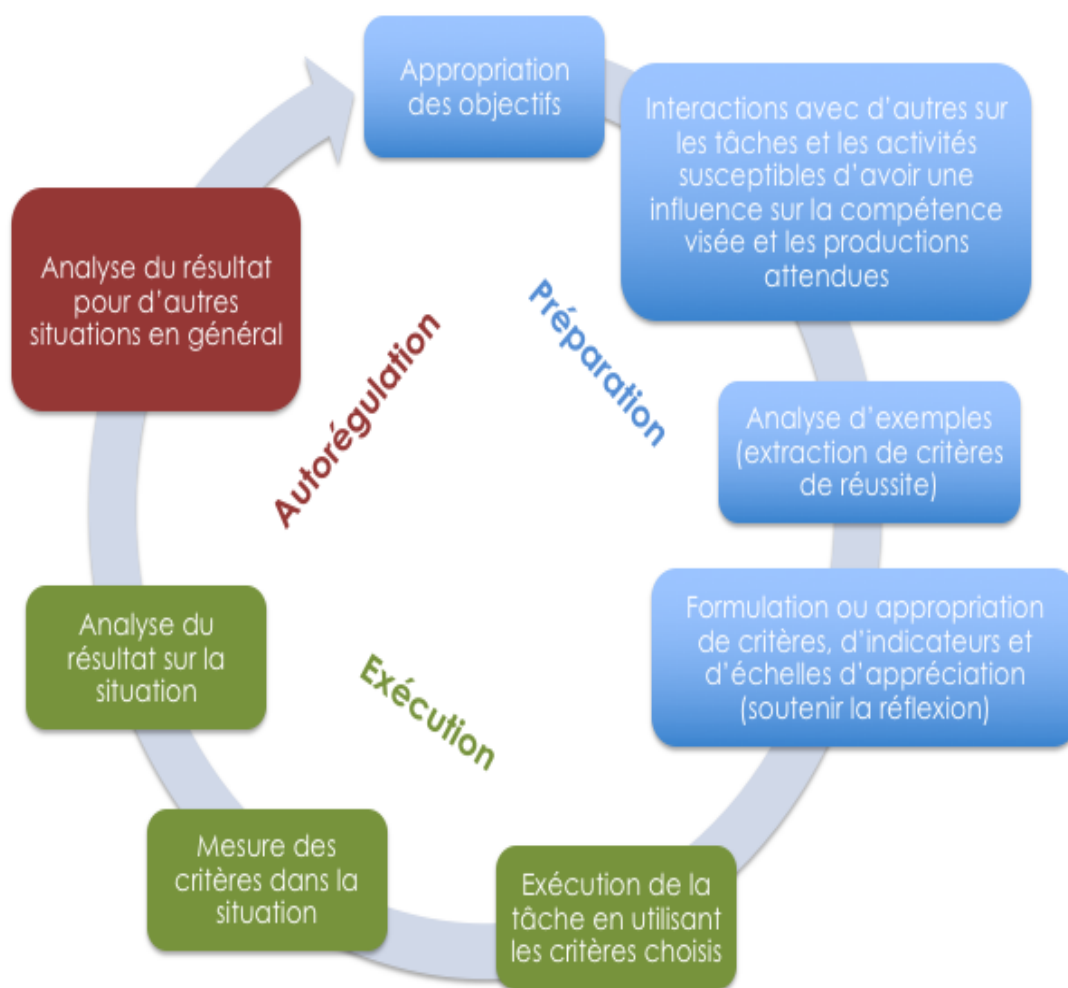 Appropriation
des objectifs
Interactions avec d’autres sur
les tâches et les activités
susceptibles d’avoir une
influence sur la compétence
visée et les productions
attendues
Analyse d’exemples
(extraction de critères
de réussite)
Formulation ou appropriation
de critères, d’indicateurs et
d’échelles d’appréciation
(soutenir la réflexion)
Exécution de la
tâche en utilisant
les critères choisis
Mesure des
critères dans la
situation
Analyse du
résultat sur la
situation
Analyse du résultat
pour d’autres
situations en général
Préparation
Exécution
Autorégulation